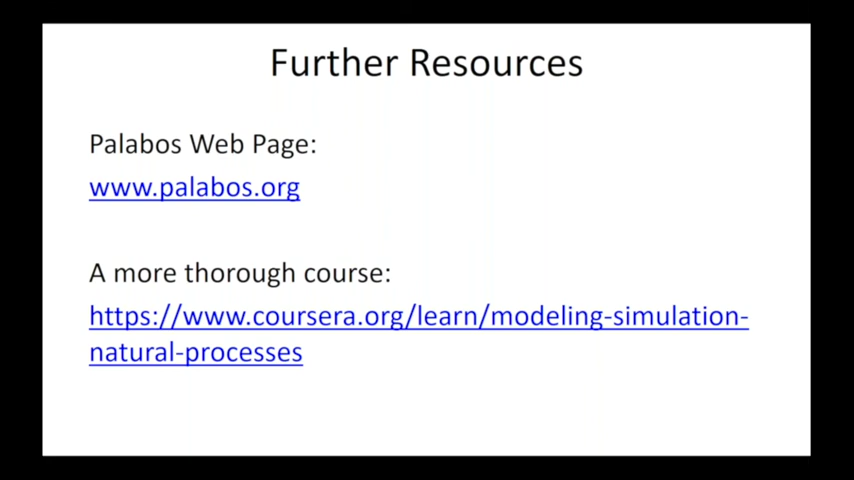 Further Resources
Palabos Web Page:
www.palabos.org
A more thorough course:
https://www.coursera.org/learn/modeling-simulation-
natural-processes